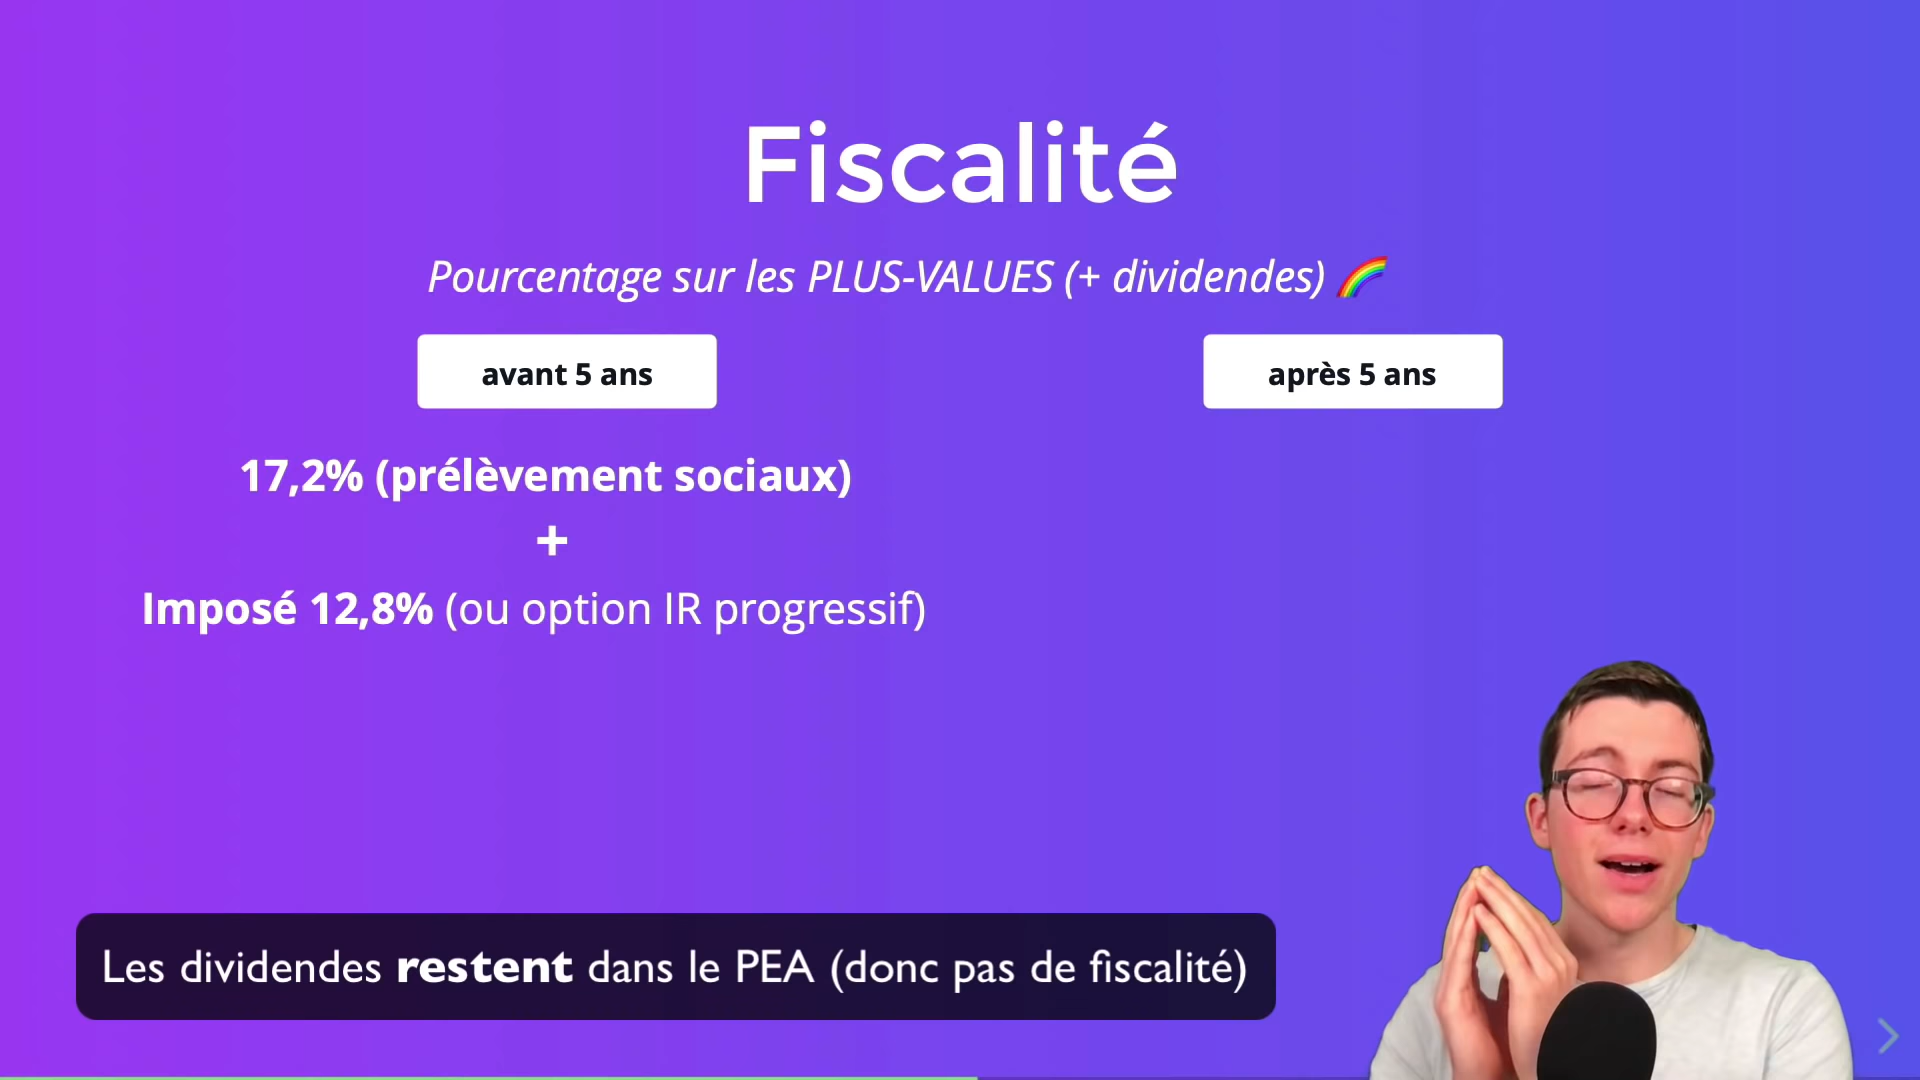 Fiscalité
Pourcentage sur les PLUS-VALUES (+ dividendes) 🌈
avant 5 ans
après 5 ans
17,2% (prélèvement sociaux)
+
Imposé 12,8% (ou option IR progressif)
Les dividendes restent dans le PEA (donc pas de fiscalité)